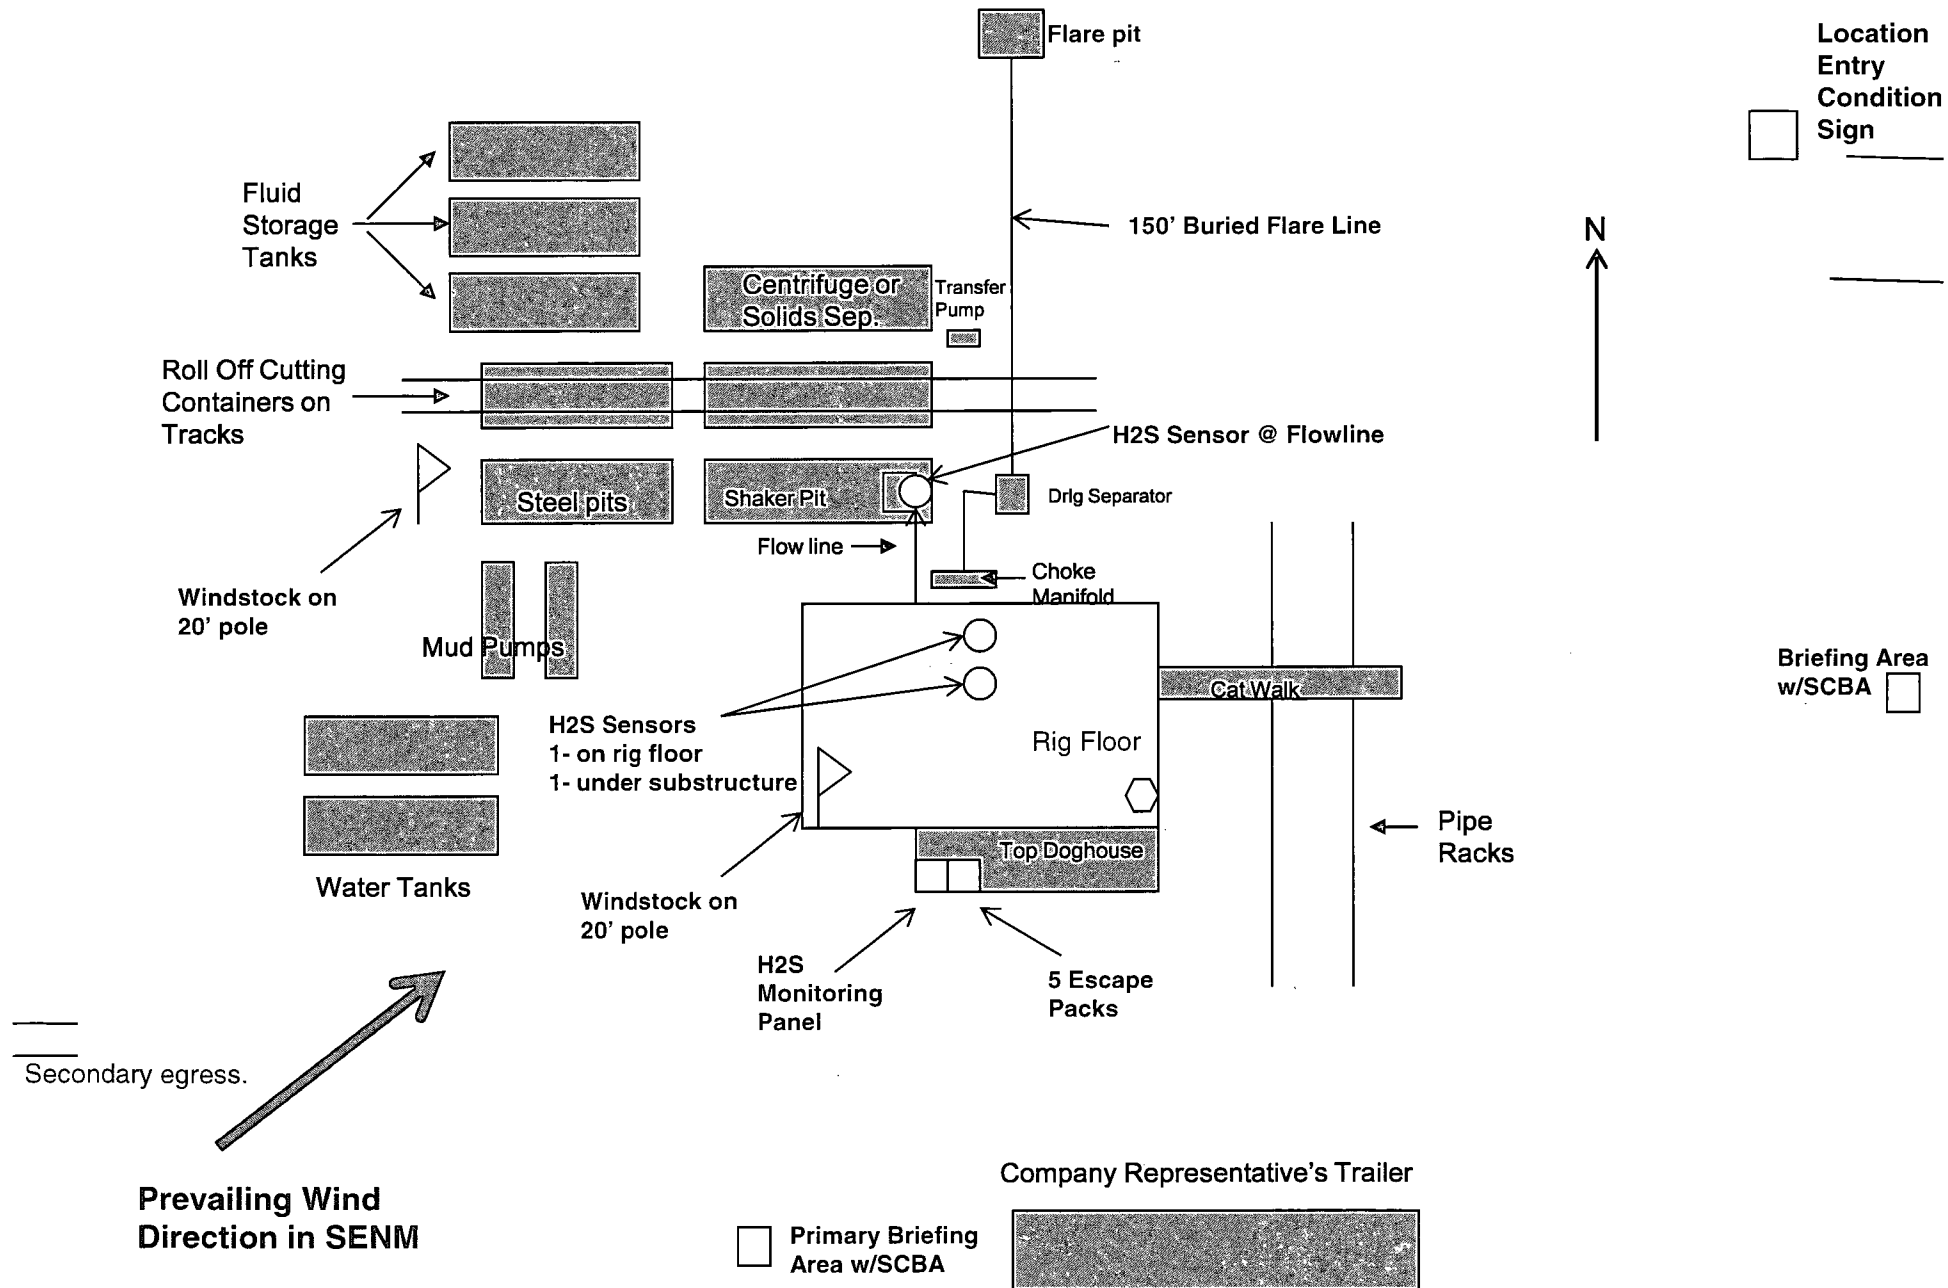 Flare pit
Location
Entry
Condition
Sign
Fluid
Storage
Tanks
150' Buried Flare Line
N
Centrifuge or
Solids Sep.
Transfer
Pump
Roll Off Cutting
Containers on
Tracks
H2S Sensor @ Flowline
Steel pits
Shaker Pit
Drlg Separator
Flow line
Choke
Manifold
Windstock on
20' pole
Mud Pumps
Briefing Area
w/SCBA
Cat Walk
H2S Sensors
1- on rig floor
1- under substructure
Rig Floor
Pipe
Racks
Top Doghouse
Water Tanks
Windstock on
20' pole
H2S
Monitoring
Panel
5 Escape
Packs
Secondary egress.
Prevailing Wind
Direction in SENM
Company Representative's Trailer
Primary Briefing
Area w/SCBA